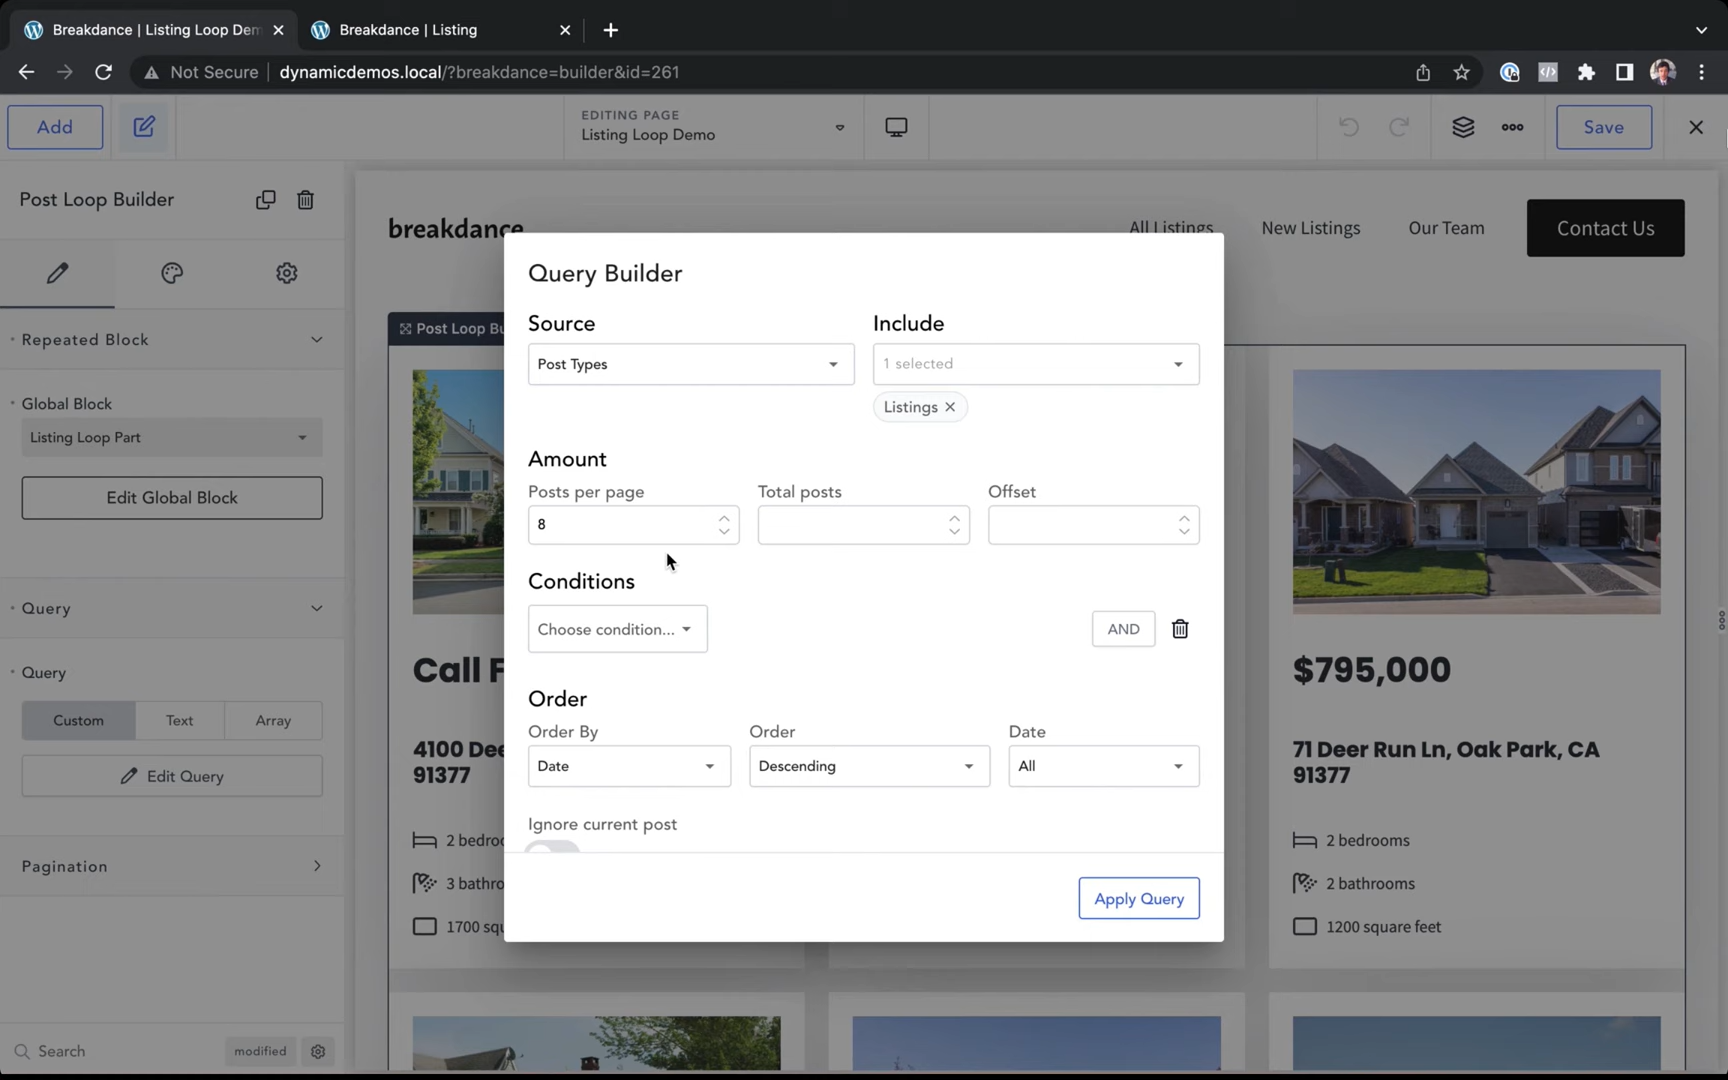 Breakdance | Listing Loop Dem
Breakdance | Listing
Not Secure
dynamicdemos.local/?breakdance=builder&id=261
Add
EDITING PAGE
Listing Loop Demo
Save
Post Loop Builder
Repeated Block
Global Block
Listing Loop Part
Edit Global Block
Query
Query
Custom
Text
Array
Edit Query
Pagination
Search
modified
breakdance
All Listings
New Listings
Our Team
Contact Us
Post Loop Bu
Query Builder
Source
Include
Post Types
1 selected
Listings
Amount
Posts per page
Total posts
Offset
8
Conditions
Choose condition...
AND
Order
Order By
Order
Date
Date
Descending
All
Ignore current post
Apply Query
Call F
4100 Dee
91377
2 bedroo
3 bathro
1700 squ
$795,000
71 Deer Run Ln, Oak Park, CA
91377
2 bedrooms
2 bathrooms
1200 square feet